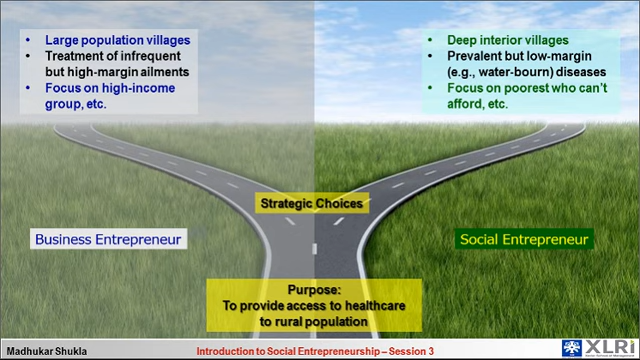 • Large population villages
• Treatment of infrequent
but high-margin ailments
• Focus on high-income
group, etc.
• Deep interior villages
• Prevalent but low-margin
(e.g., water-bourn) diseases
• Focus on poorest who can't
afford, etc.
Strategic Choices
Business Entrepreneur
Social Entrepreneur
Purpose:
To provide access to healthcare
to rural population
Madhukar Shukla
Introduction to Social Entrepreneurship – Session 3
XLRI